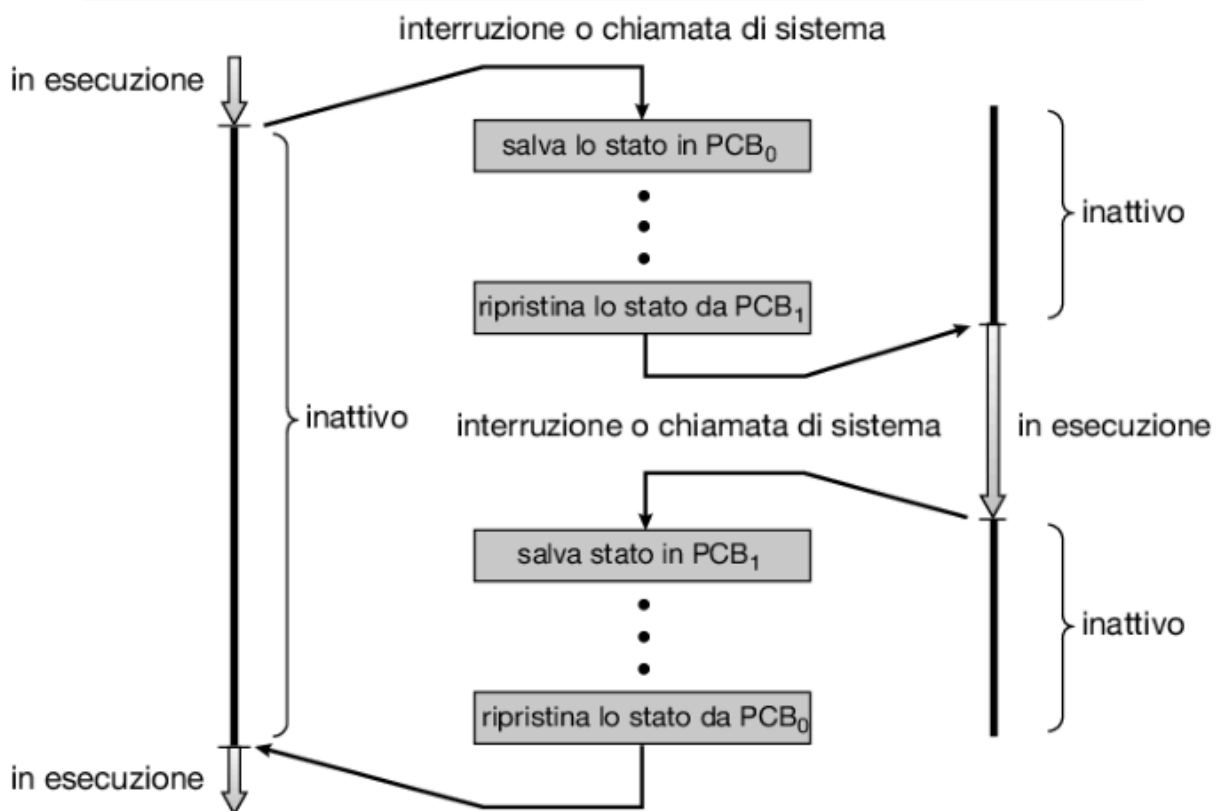 interruzione o chiamata di sistema
in esecuzione
salva lo stato in PCB₀
inattivo
ripristina lo stato da PCB₁
inattivo
interruzione o chiamata di sistema
in esecuzione
salva stato in PCB₁
inattivo
ripristina lo stato da PCB₀
in esecuzione